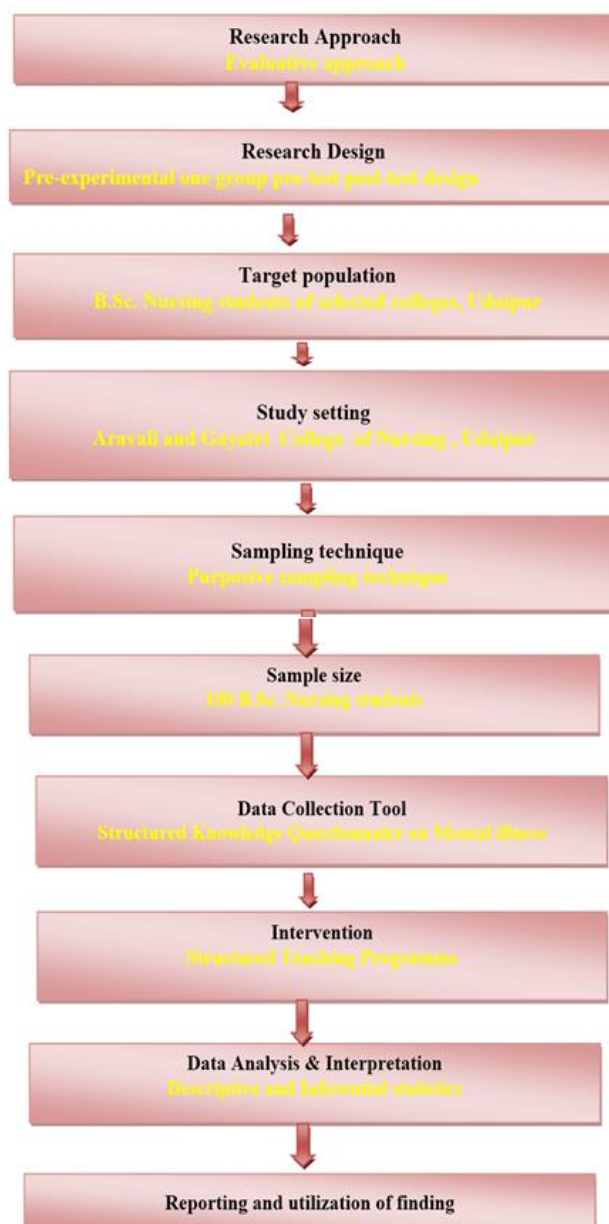 Research Approach
Evaluative approach
Research Design
Pre-experimental one group pre-test post-test design
Target population
B.Sc. Nursing students of selected colleges, Udaipur
Study setting
Aravali and Gayatri College of Nursing , Udaipur
Sampling technique
Purposive sampling technique
Sample size
100 B.Sc. Nursing students
Data Collection Tool
Structured Knowledge Questionnaire on Mental illness
Intervention
Structured Teaching Programme
Data Analysis & Interpretation
Descriptive and Inferential statistics
Reporting and utilization of finding